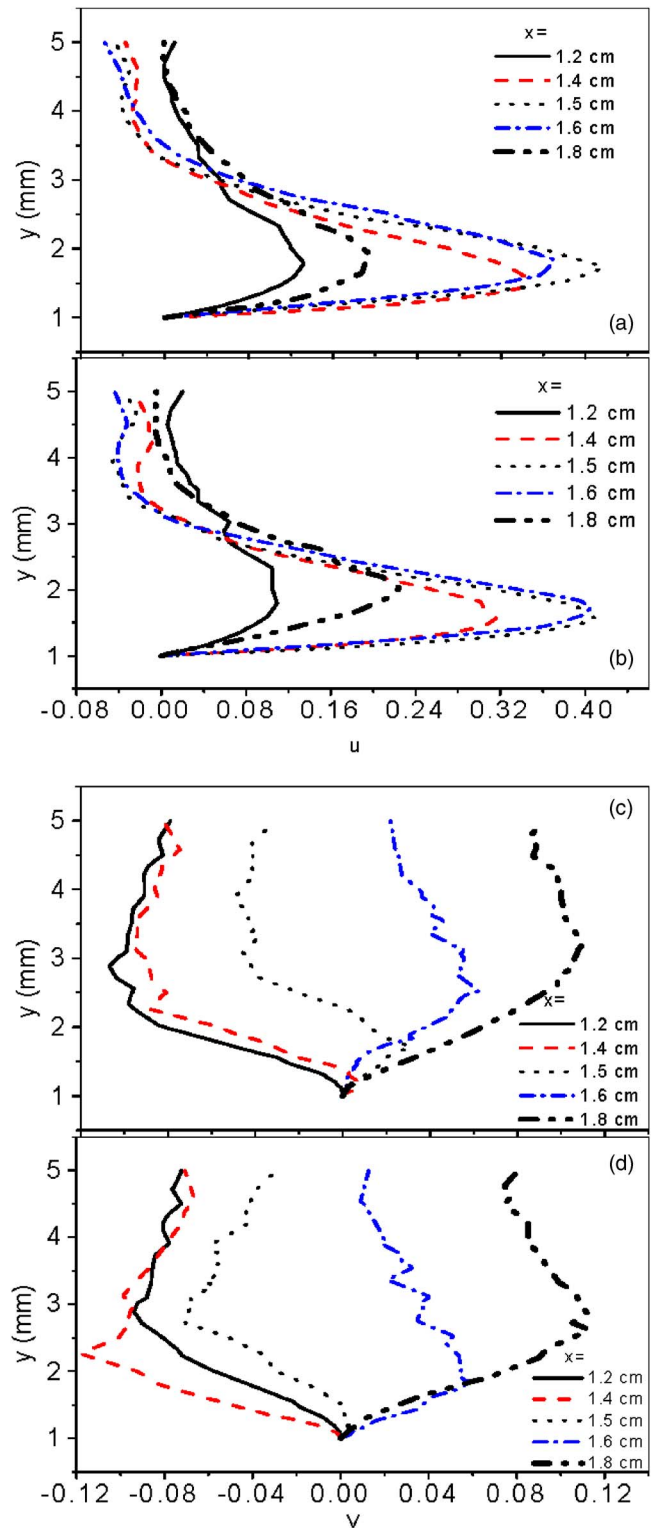 5
4
3
2
1
y (mm)
x=
1.2 cm
1.4 cm
1.5 cm
1.6 cm
1.8 cm
(a)
5
4
3
2
1
y (mm)
x=
1.2 cm
1.4 cm
1.5 cm
1.6 cm
1.8 cm
(b)
-0.08 0.00 0.08 0.16 0.24 0.32 0.40
u
(c)
5
4
3
2
1
y (mm)
x=
1.2 cm
1.4 cm
1.5 cm
1.6 cm
1.8 cm
(d)
5
4
3
2
1
y (mm)
x=
1.2 cm
1.4 cm
1.5 cm
1.6 cm
1.8 cm
-0.12 -0.08 -0.04 0.00 0.04 0.08 0.12
v